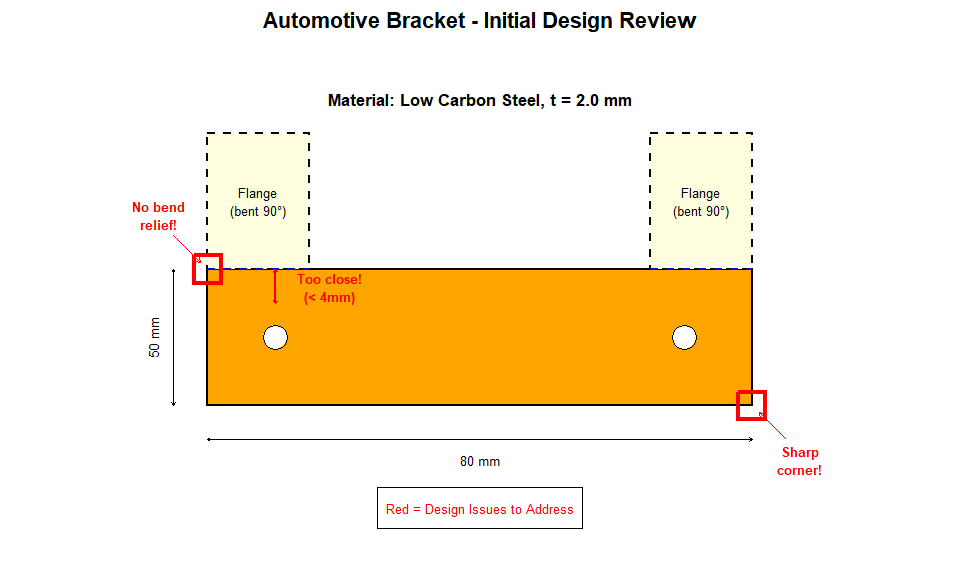 Automotive Bracket - Initial Design Review
Material: Low Carbon Steel, t = 2.0 mm
Flange
(bent 90°)
Flange
(bent 90°)
No bend
relief!
Too close!
(< 4mm)
50 mm
80 mm
Sharp
corner!
Red = Design Issues to Address